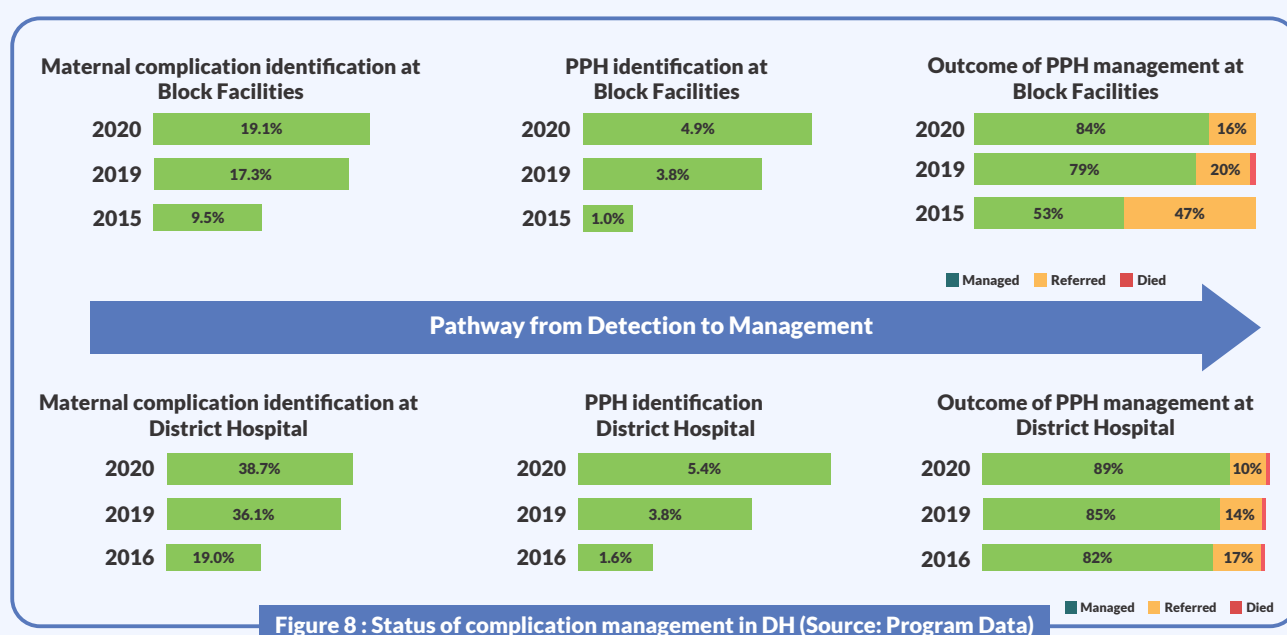 Maternal complication identification at
Block Facilities
2020 19.1%
2019 17.3%
2015 9.5%
PPH identification at
Block Facilities
2020 4.9%
2019 3.8%
2015 1.0%
Outcome of PPH management at
Block Facilities
2020 84% 16%
2019 79% 20%
2015 53% 47%
Managed Referred Died
Pathway from Detection to Management
Maternal complication identification at
District Hospital
2020 38.7%
2019 36.1%
2016 19.0%
PPH identification
District Hospital
2020 5.4%
2019 3.8%
2016 1.6%
Outcome of PPH management at
District Hospital
2020 89% 10%
2019 85% 14%
2016 82% 17%
Managed Referred Died
Figure 8 : Status of complication management in DH (Source: Program Data)